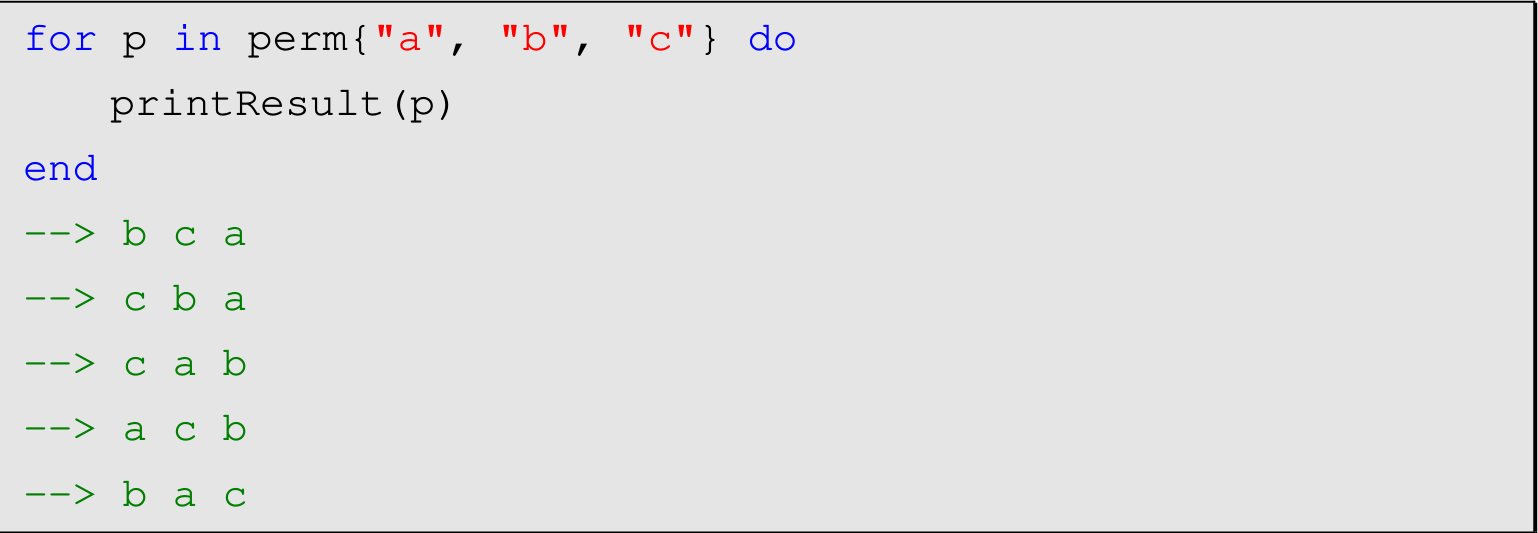 for p in perm{"a", "b", "c"} do
    printResult(p)
end
--> b c a
--> c b a
--> c a b
--> a c b
--> b a c